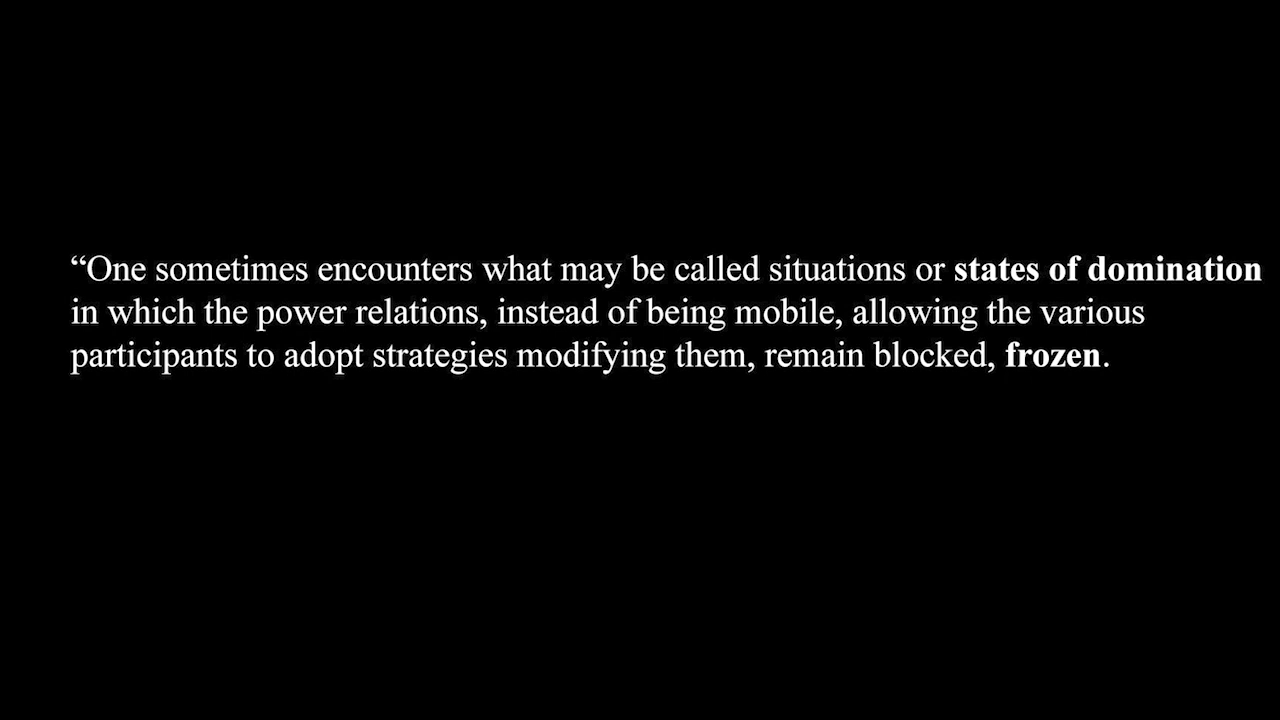 “One sometimes encounters what may be called situations or states of domination
in which the power relations, instead of being mobile, allowing the various
participants to adopt strategies modifying them, remain blocked, frozen.